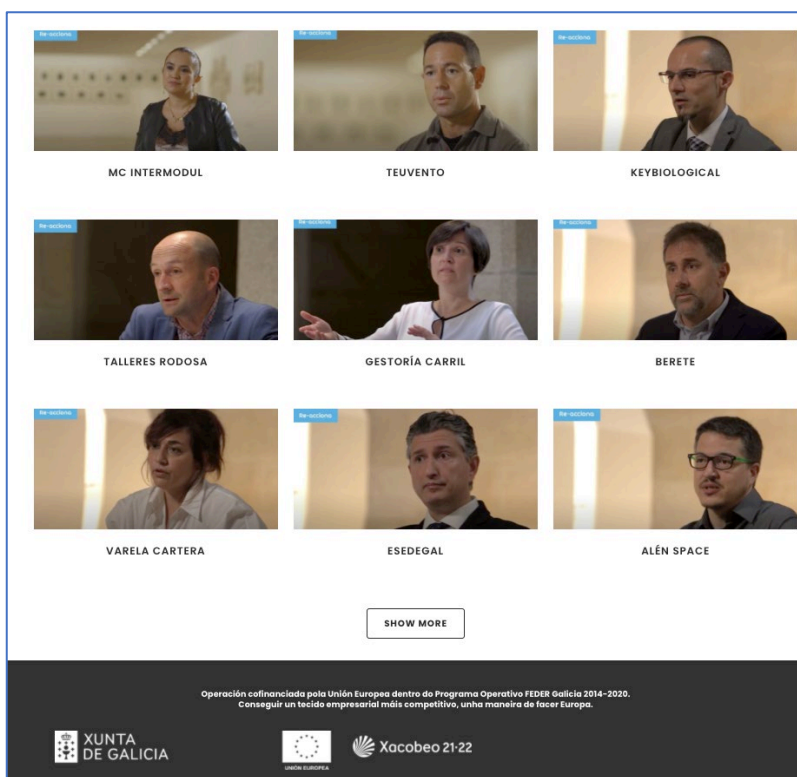 Re-acciona
Re-acciona
Re-acciona
MC INTERMODUL
TEUVENTO
KEYBIOLOGICAL
Re-acciona
Re-acciona
Re-acciona
TALLERES RODOSA
GESTORÍA CARRIL
BERETE
Re-acciona
Re-acciona
Re-acciona
VARELA CARTERA
ESEDEGAL
ALÉN SPACE
SHOW MORE
Operación cofinanciada pola Unión Europea dentro do Programa Operativo FEDER Galicia 2014-2020.
Conseguir un tecido empresarial máis competitivo, unha maneira de facer Europa.
XUNTA
DE GALICIA
UNIÓN EUROPEA
Xacobeo 21·22